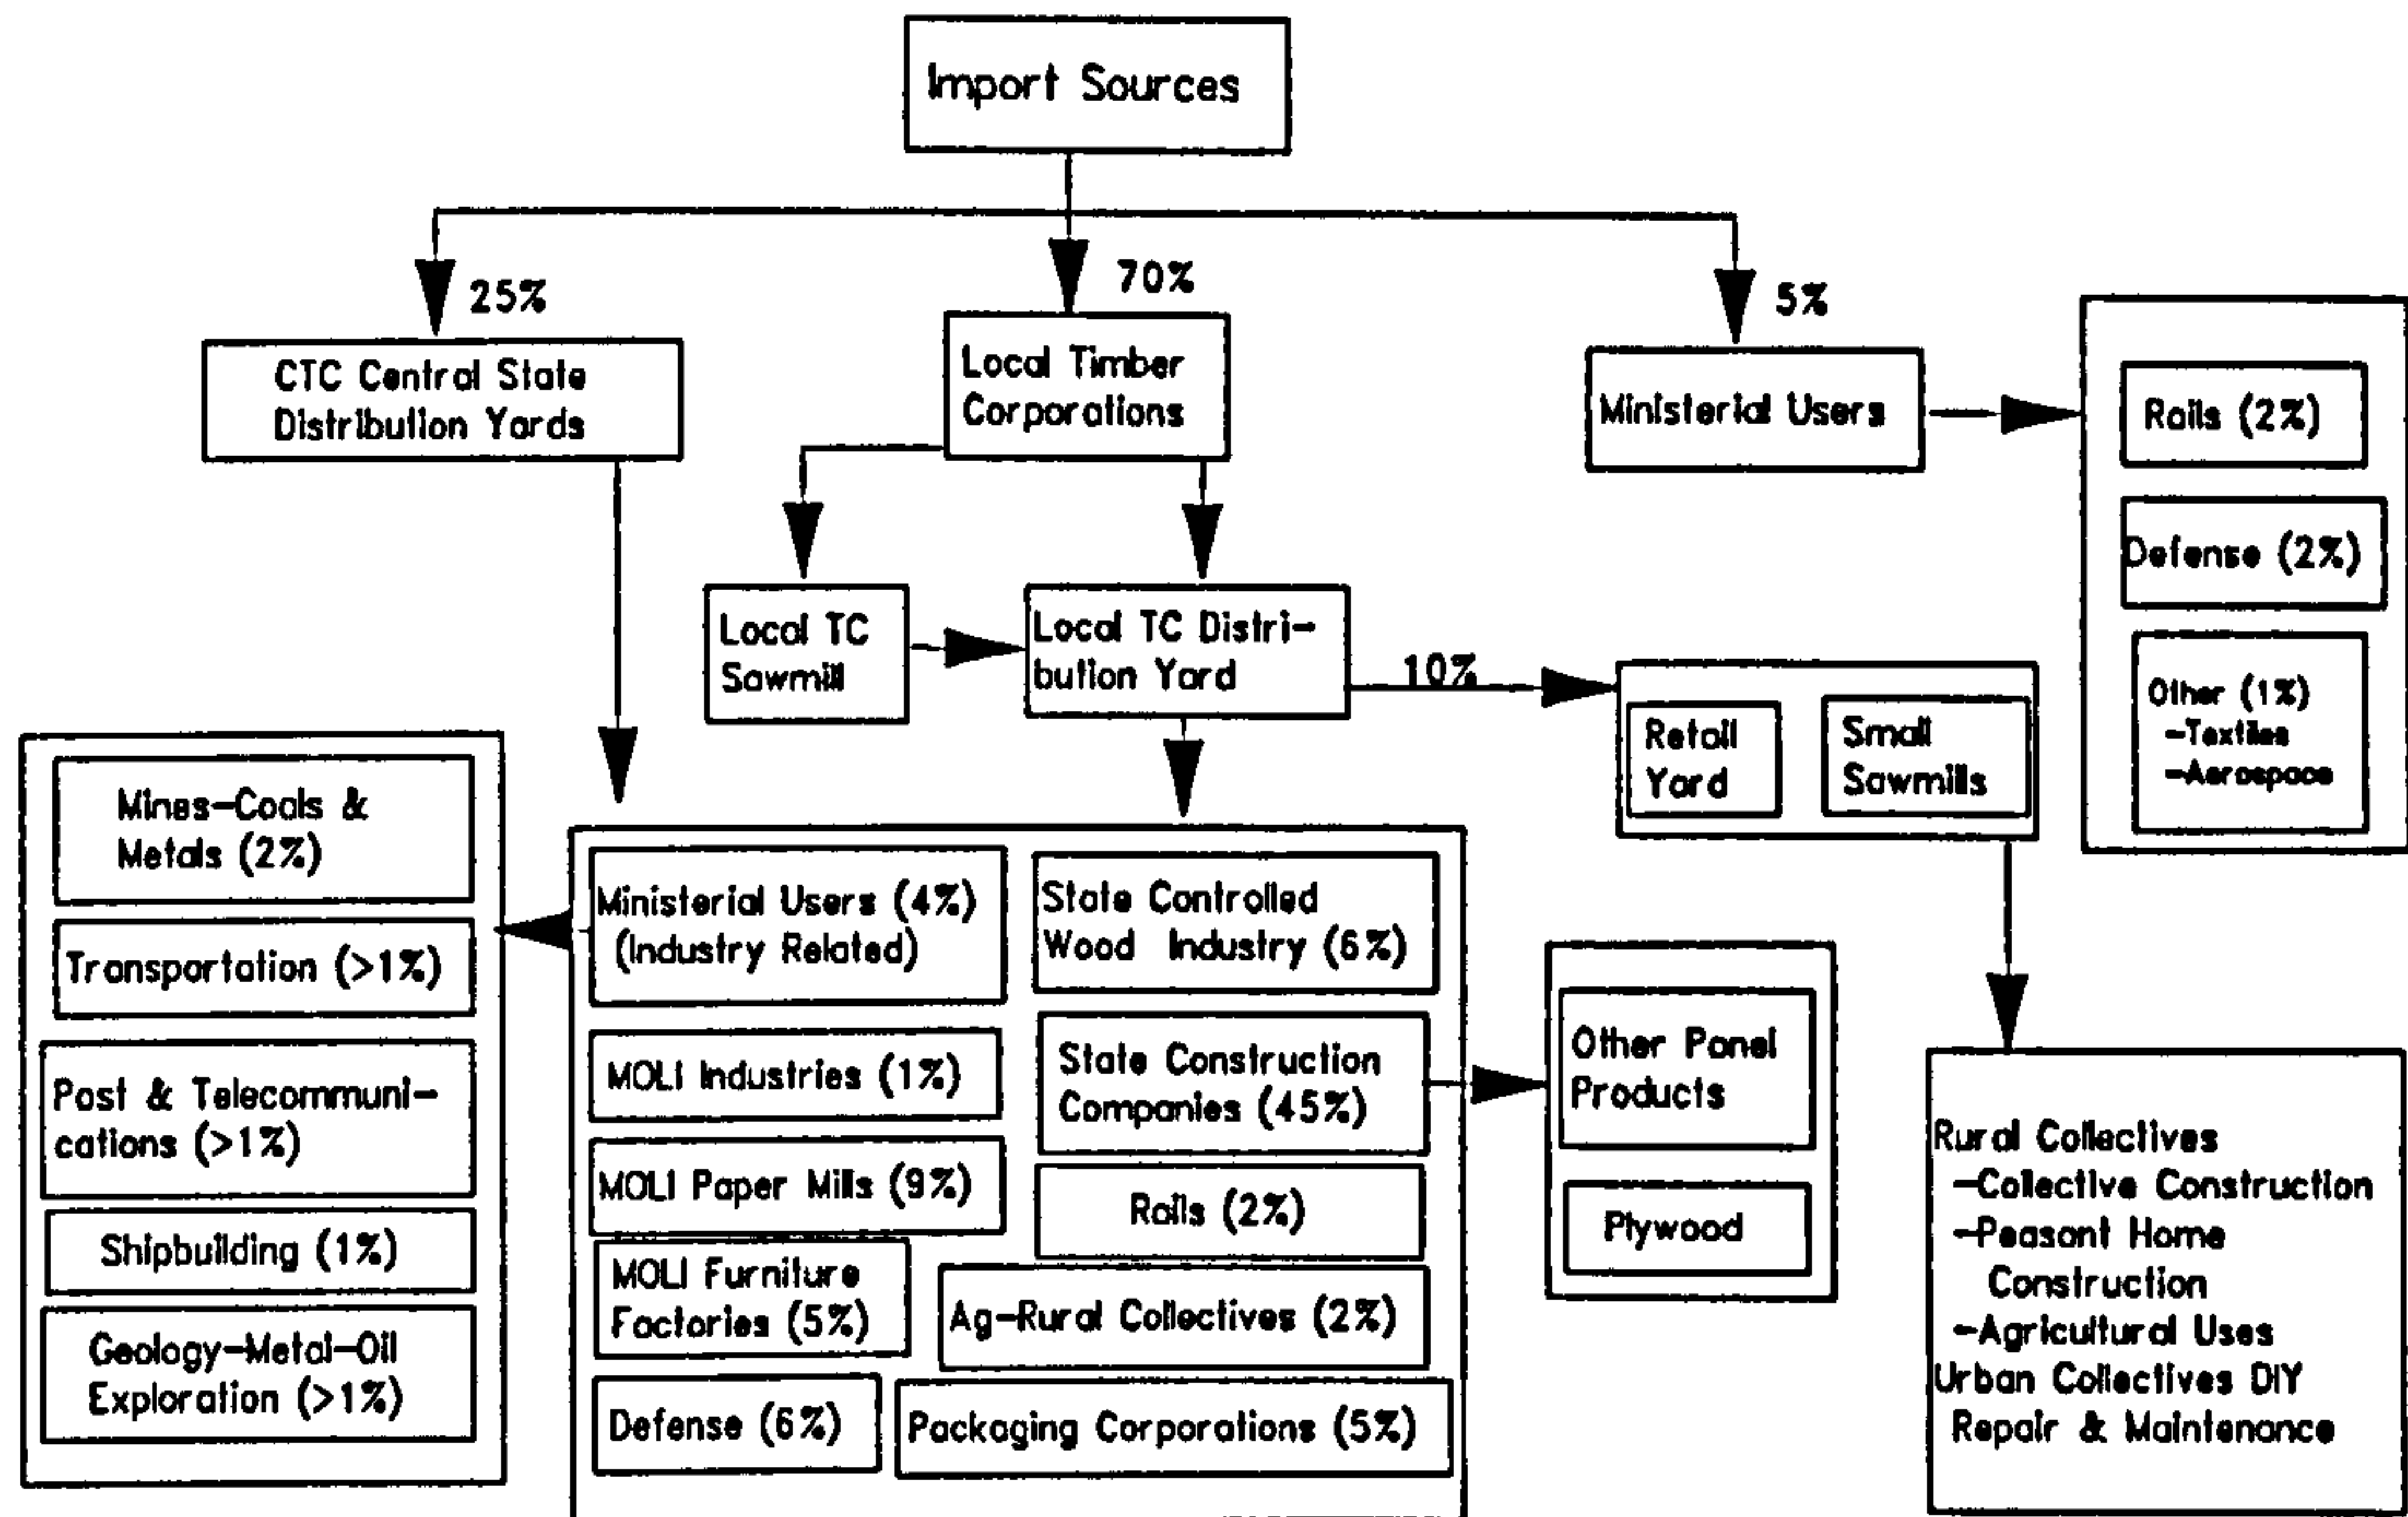 Import Sources
25%
70%
5%
CTC Central State
Distribution Yards
Local Timber
Corporations
Ministerial Users
Rails (2%)
Defense (2%)
Other (1%)
-Textiles
-Aerospace
Local TC
Sawmill
Local TC Distri-
bution Yard
10%
Retail
Yard
Small
Sawmills
Mines-Coals &
Metals (2%)
Transportation (>1%)
Post & Telecommuni-
cations (>1%)
Shipbuilding (1%)
Geology-Metal-Oil
Exploration (>1%)
Ministerial Users (4%)
(Industry Related)
MOLI Industries (1%)
MOLI Paper Mills (9%)
MOLI Furniture
Factories (5%)
Defense (6%)
State Controlled
Wood Industry (6%)
State Construction
Companies (45%)
Rails (2%)
Ag-Rural Collectives (2%)
Packaging Corporations (5%)
Other Panel
Products
Plywood
Rural Collectives
-Collective Construction
-Peasant Home
Construction
-Agricultural Uses
Urban Collectives DIY
Repair & Maintenance